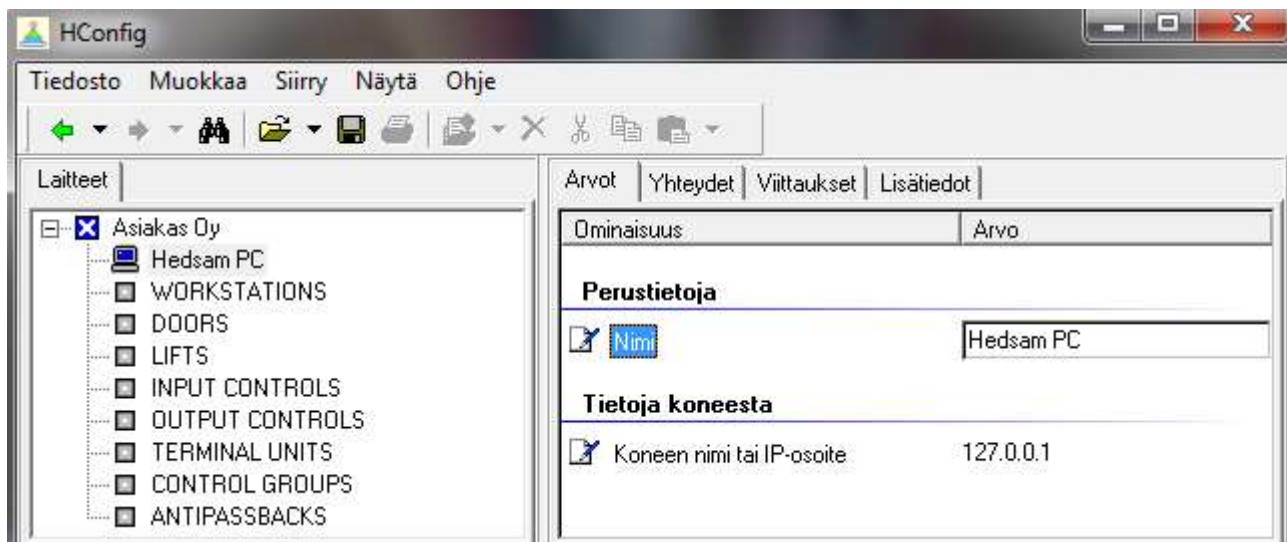 HConfig
Tiedosto Muokkaa Siirry Näytä Ohje
Laitteet
Asiakas Oy
Hedsam PC
WORKSTATIONS
DOORS
LIFTS
INPUT CONTROLS
OUTPUT CONTROLS
TERMINAL UNITS
CONTROL GROUPS
ANTIPASSBACKS
Arvot Yhteydet Viittaukset Lisätiedot
Ominaisuus Arvo
Perustietoja
Nimi Hedsam PC
Tietoja koneesta
Koneen nimi tai IP-osoite 127.0.0.1